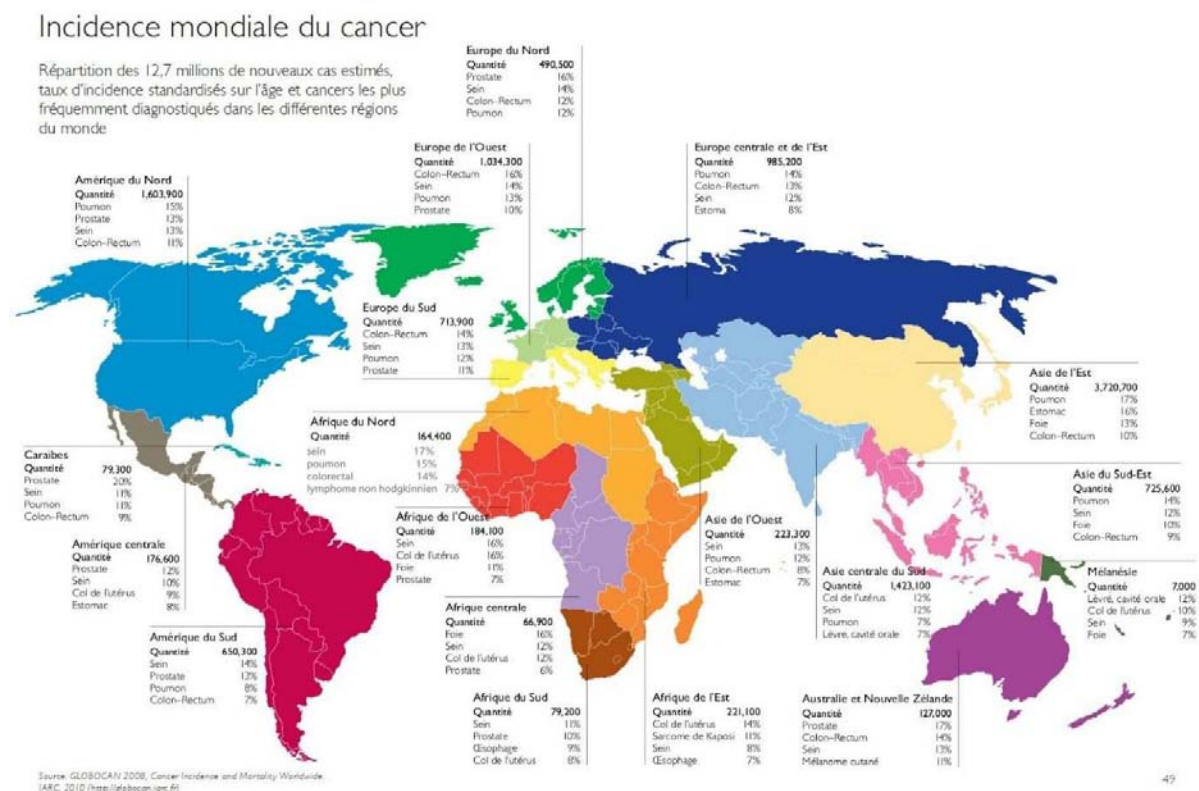 Incidence mondiale du cancer
Répartition des 12,7 millions de nouveaux cas estimés,
taux d'incidence standardisés sur l'âge et cancers les plus
fréquemment diagnostiqués dans les différentes régions
du monde
Europe du Nord
Quantité 490,500
Prostate 16%
Sein 14%
Colon-Rectum 12%
Poumon 12%
Europe de l'Ouest
Quantité 1,034,300
Colon-Rectum 16%
Sein 14%
Poumon 13%
Prostate 10%
Europe centrale et de l'Est
Quantité 985,200
Poumon 14%
Colon-Rectum 13%
Sein 12%
Estoma 8%
Amérique du Nord
Quantité 1,603,900
Poumon 15%
Prostate 13%
Sein 13%
Colon-Rectum 11%
Europe du Sud
Quantité 713,900
Colon-Rectum 14%
Sein 13%
Poumon 12%
Prostate 11%
Asie de l'Est
Quantité 3,720,700
Poumon 17%
Estomac 16%
Foie 13%
Colon-Rectum 10%
Afrique du Nord
Quantité 164,400
sein 17%
poumon 15%
colorectal 14%
lymphome non hodgkinnien 7%
Caraibes
Quantité 79,300
Prostate 20%
Sein 11%
Poumon 11%
Colon-Rectum 9%
Asie du Sud-Est
Quantité 725,600
Poumon 14%
Sein 12%
Foie 10%
Colon-Rectum 9%
Afrique de l'Ouest
Quantité 184,100
Sein 16%
Col de l'utérus 16%
Foie 11%
Prostate 7%
Asie de l'Ouest
Quantité 223,300
Sein 13%
Poumon 12%
Colon-Rectum 8%
Estomac 7%
Amérique centrale
Quantité 176,600
Prostate 12%
Sein 10%
Col de l'utérus 9%
Estomac 8%
Asie centrale du Sud
Quantité 1,423,100
Col de l'utérus 12%
Sein 12%
Poumon 7%
Lèvre, cavité orale 7%
Mélanésie
Quantité 7,000
Lèvre, cavité orale 12%
Col de l'utérus 10%
Sein 9%
Foie 7%
Afrique centrale
Quantité 66,900
Foie 16%
Sein 12%
Col de l'utérus 12%
Prostate 6%
Amérique du Sud
Quantité 650,300
Sein 14%
Prostate 13%
Poumon 8%
Colon-Rectum 7%
Afrique du Sud
Quantité 79,200
Sein 11%
Prostate 10%
Œsophage 9%
Col de l'utérus 8%
Afrique de l'Est
Quantité 221,100
Col de l'utérus 14%
Sarcome de Kaposi 11%
Sein 8%
Œsophage 7%
Australie et Nouvelle Zélande
Quantité 127,000
Prostate 17%
Colon-Rectum 14%
Sein 13%
Mélanome cutané 11%
Source: GLOBOCAN 2008, Cancer Incidence and Mortality Worldwide.
IARC, 2010 (http://globocan.iarc.fr)
49